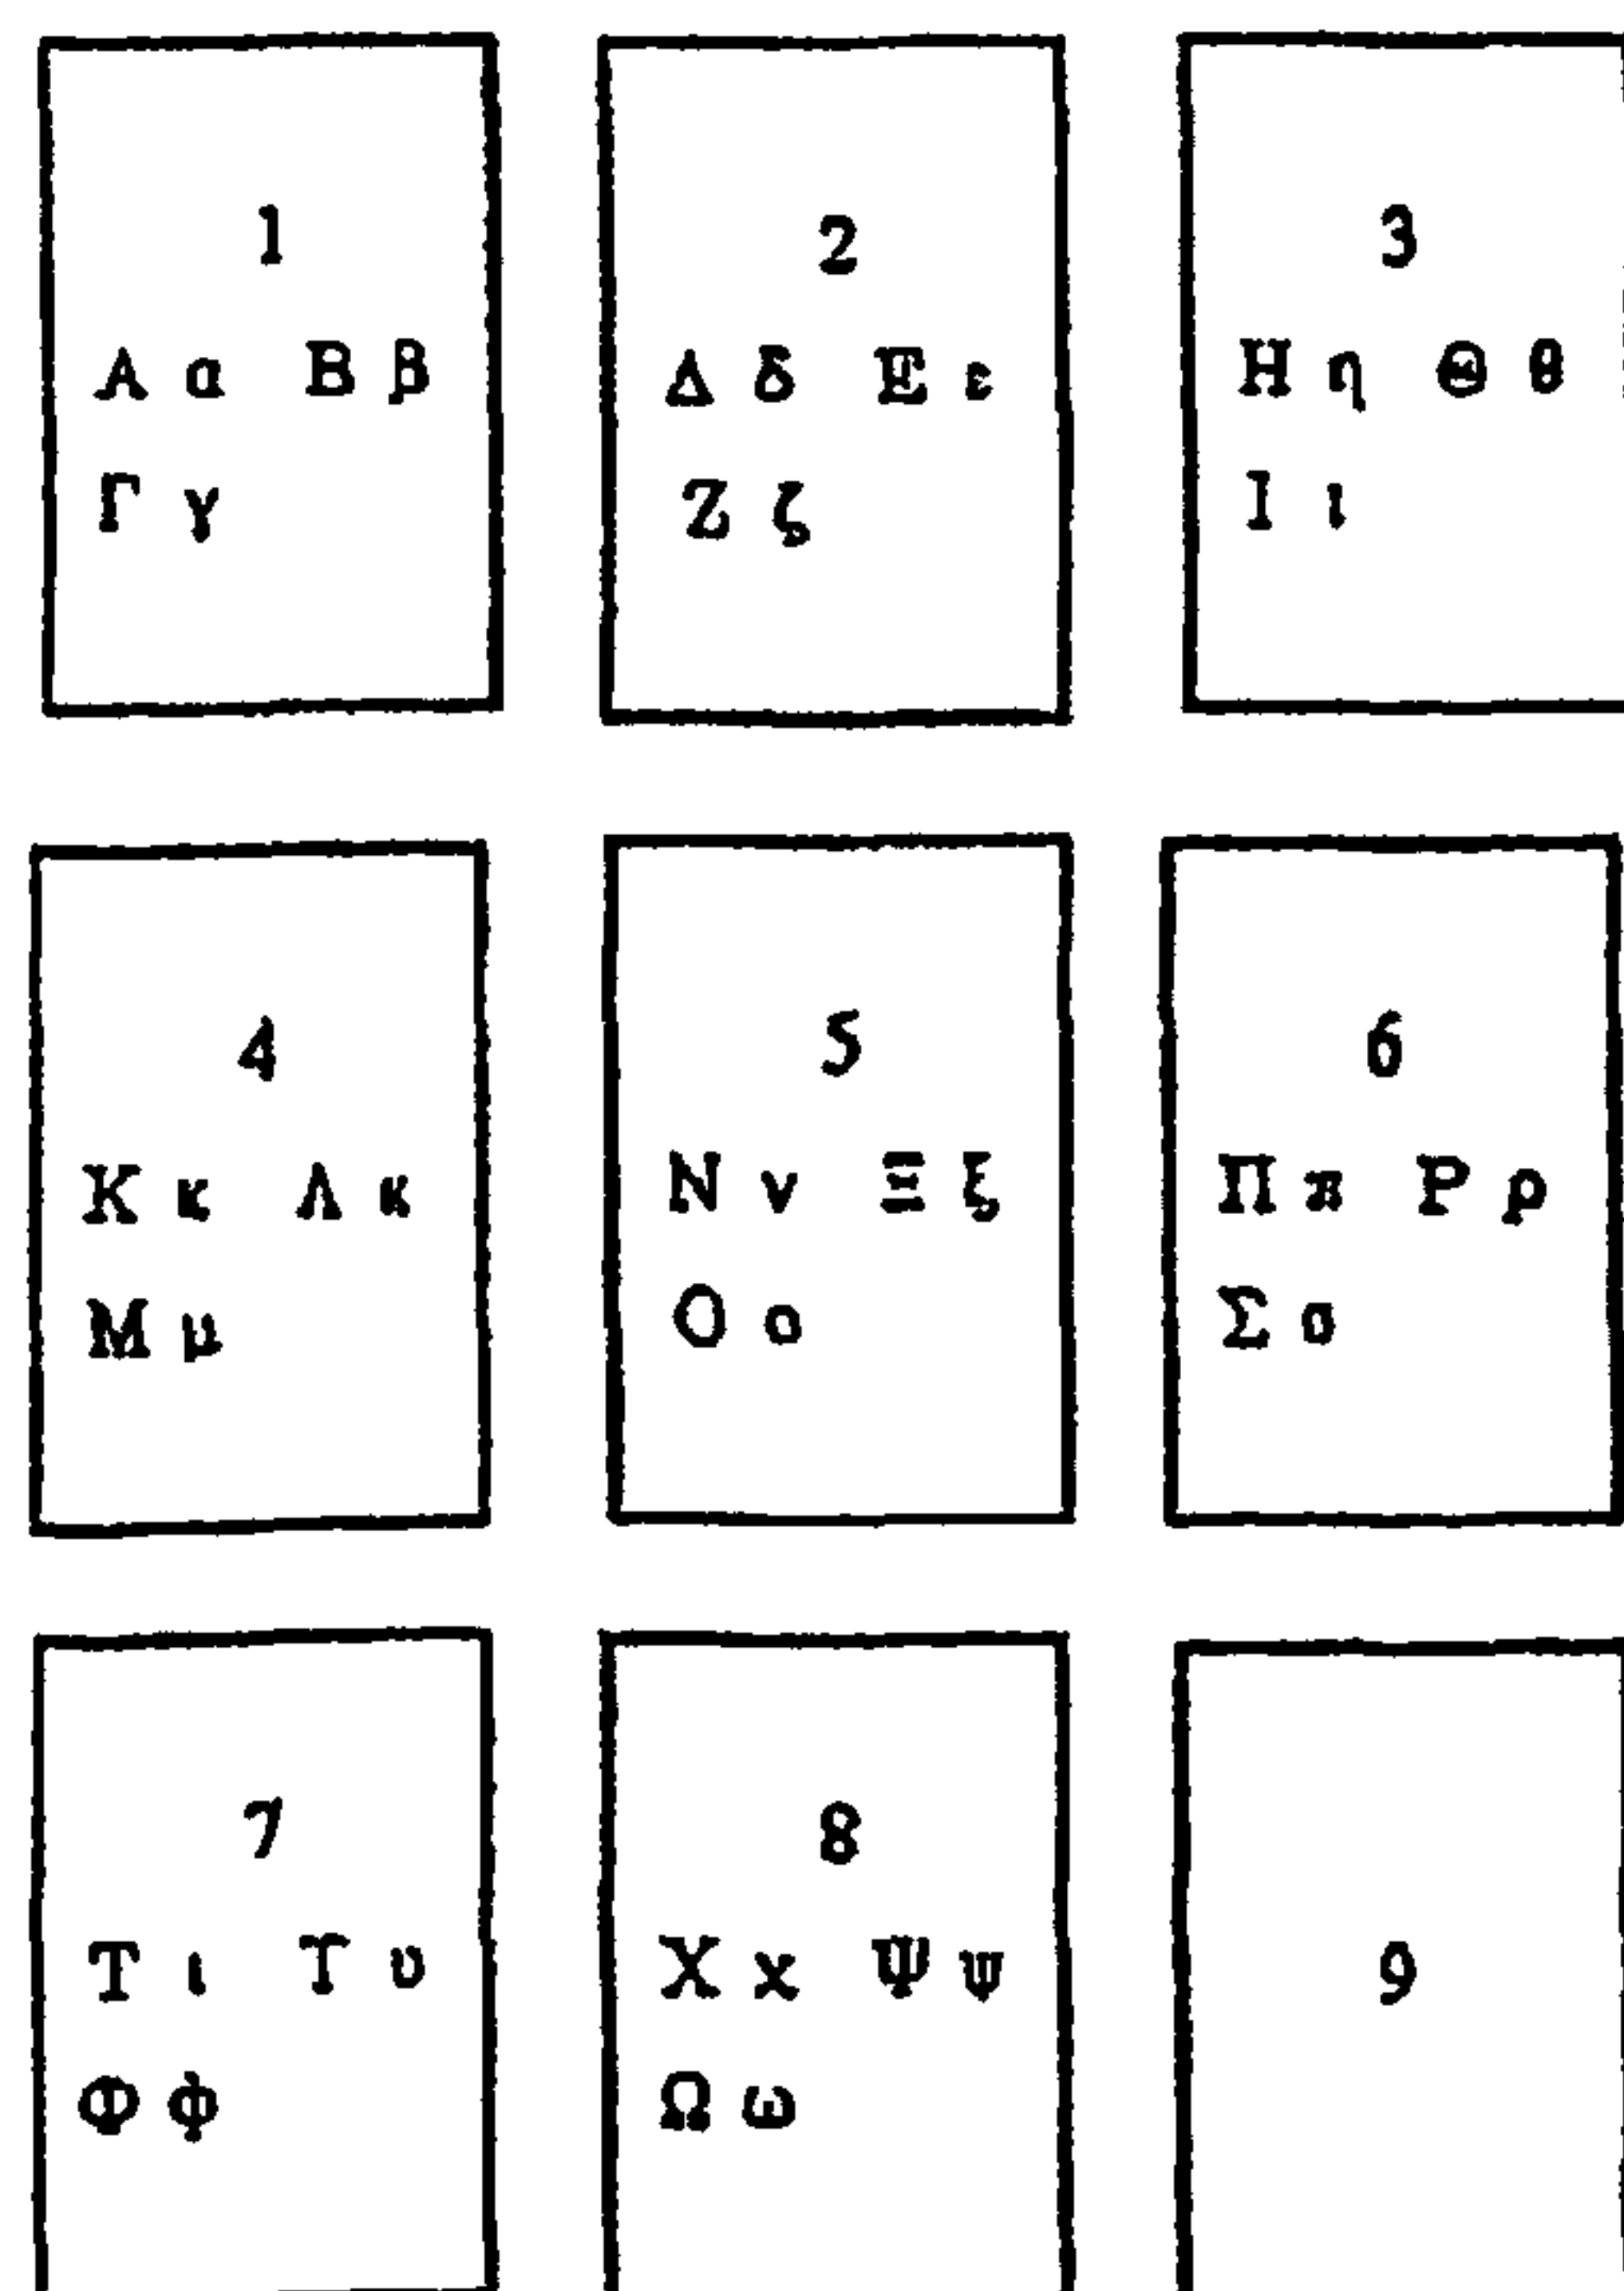 1
Α α Β β
Γ γ
2
Δ δ Ε ε
Ζ ζ
3
Η η Θ θ
Ι ι
4
Κ κ Λ κ
Μ μ
5
Ν ν Ξ ξ
Ο ο
6
Π π Ρ ρ
Σ σ
7
Τ ι Υ υ
Φ φ
8
Χ χ Ψ ψ
Ω ω
9